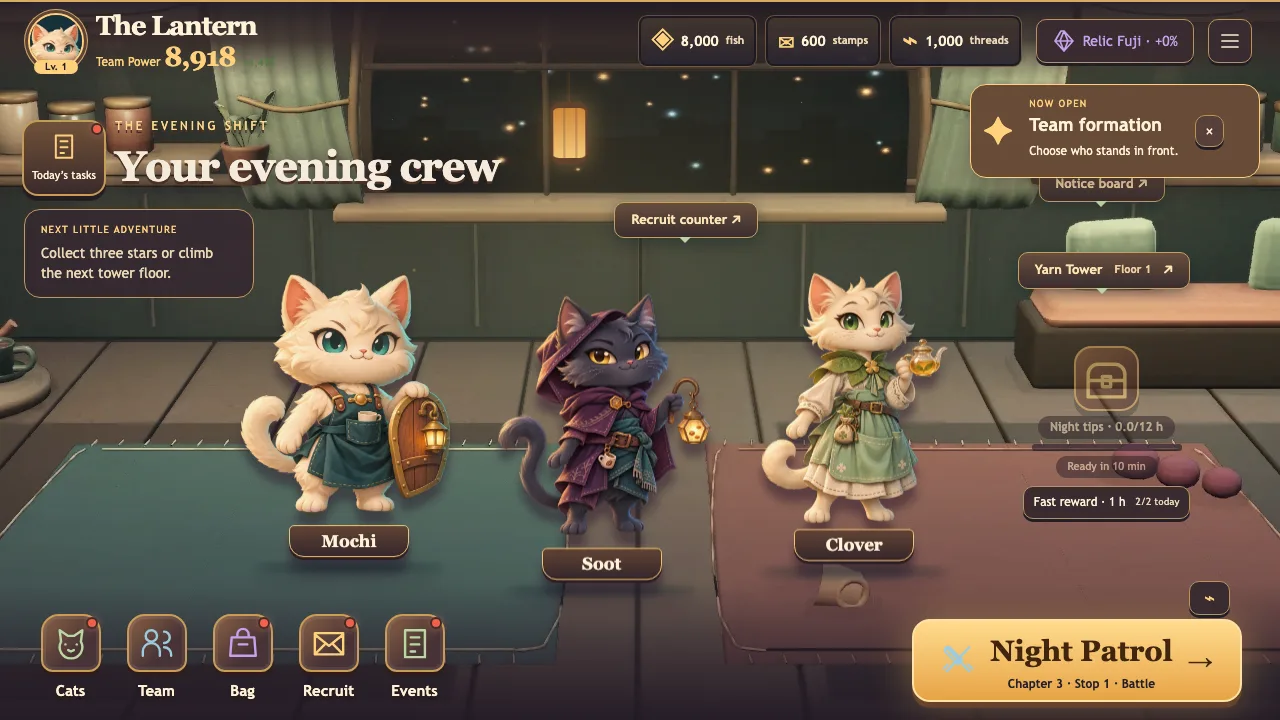 The Lantern
Lv. 1
Team Power 8,918
8,000 fish
600 stamps
1,000 threads
Relic Fuji · +0%
NOW OPEN
Team formation
Choose who stands in front.
×
Today's tasks
THE EVENING SHIFT
Your evening crew
NEXT LITTLE ADVENTURE
Collect three stars or climb
the next tower floor.
Recruit counter ↗
Notice board ↗
Yarn Tower Floor 1 ↗
Night tips · 0.0/12 h
Ready in 10 min
Fast reward · 1 h 2/2 today
Mochi
Soot
Clover
Cats
Team
Bag
Recruit
Events
Night Patrol →
Chapter 3 · Stop 1 · Battle